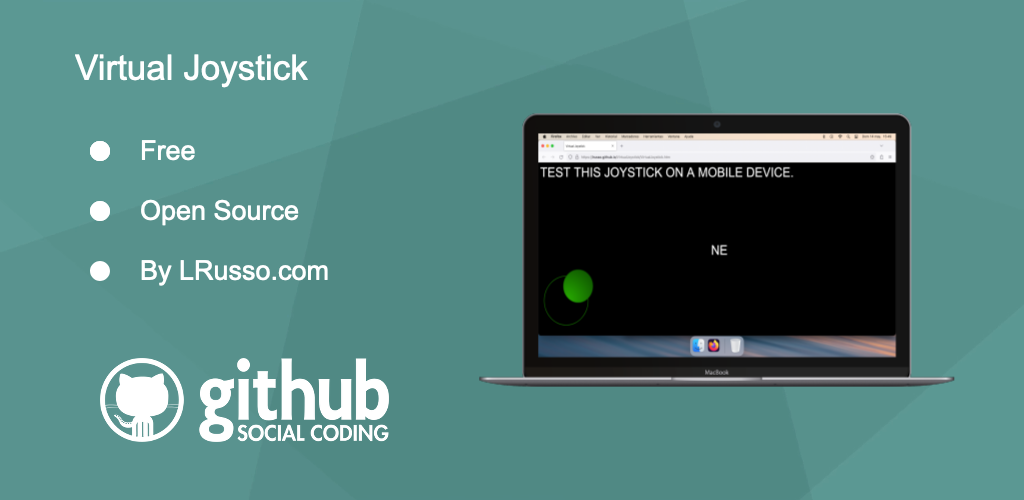 Virtual Joystick
Free
Open Source
By LRusso.com
github
SOCIAL CODING
TEST THIS JOYSTICK ON A MOBILE DEVICE.
NE
MacBook